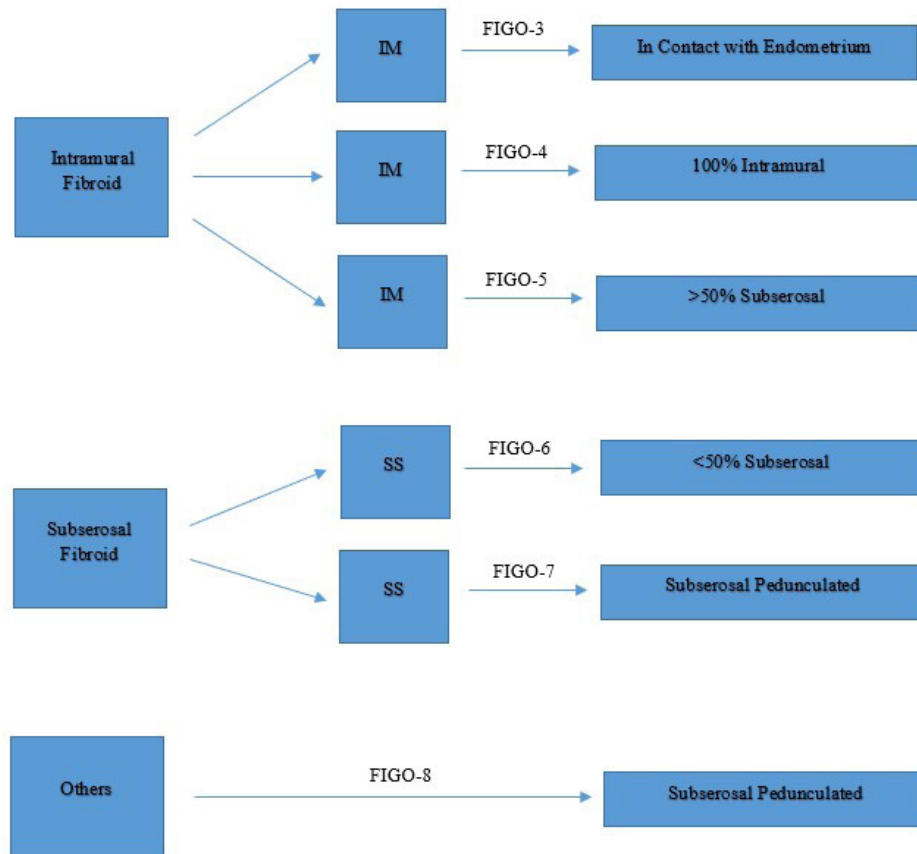 IM
FIGO-3
In Contact with Endometrium
Intramural
Fibroid
IM
FIGO-4
100% Intramural
IM
FIGO-5
>50% Subserosal
Subserosal
Fibroid
SS
FIGO-6
<50% Subserosal
SS
FIGO-7
Subserosal Pedunculated
Others
FIGO-8
Subserosal Pedunculated